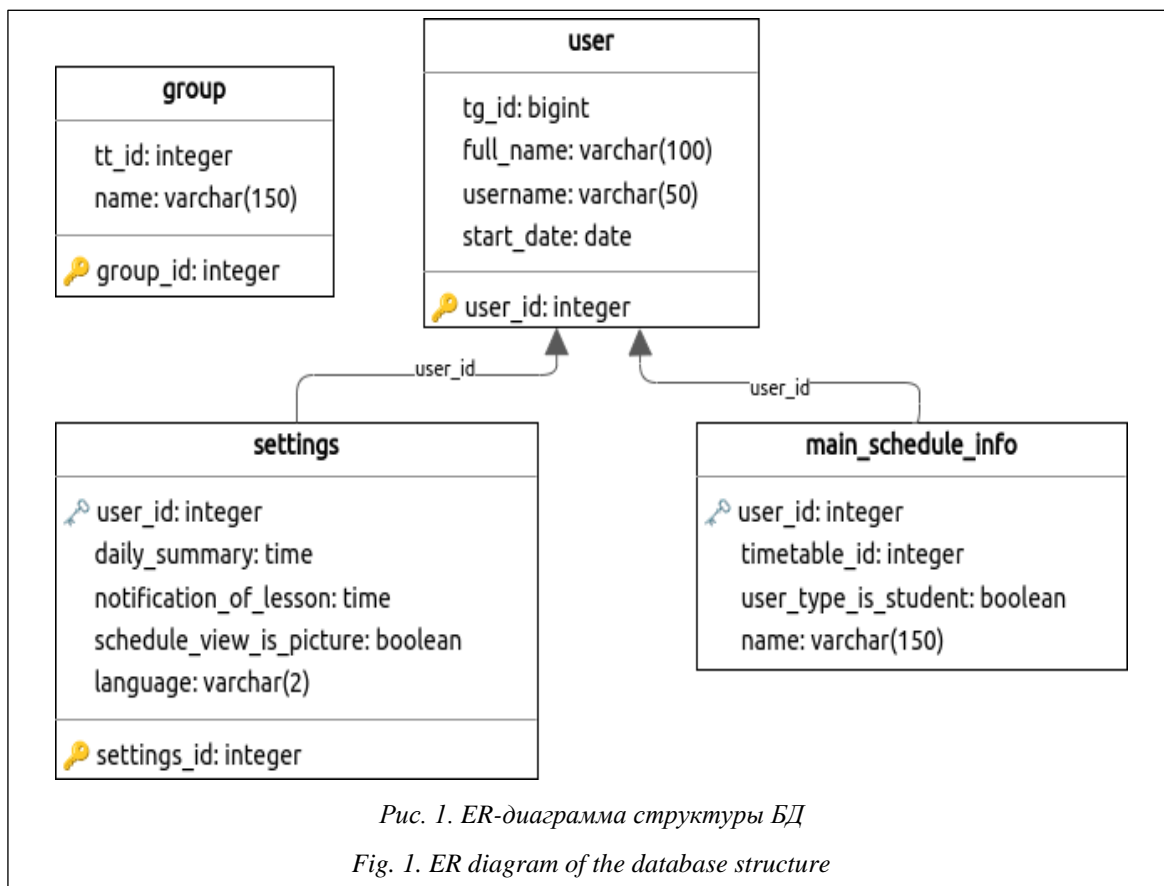 group
tt_id: integer
name: varchar(150)
group_id: integer
user
tg_id: bigint
full_name: varchar(100)
username: varchar(50)
start_date: date
user_id: integer
user_id
user_id
settings
user_id: integer
daily_summary: time
notification_of_lesson: time
schedule_view_is_picture: boolean
language: varchar(2)
settings_id: integer
main_schedule_info
user_id: integer
timetable_id: integer
user_type_is_student: boolean
name: varchar(150)
Рис. 1. ER-диаграмма структуры БД
Fig. 1. ER diagram of the database structure